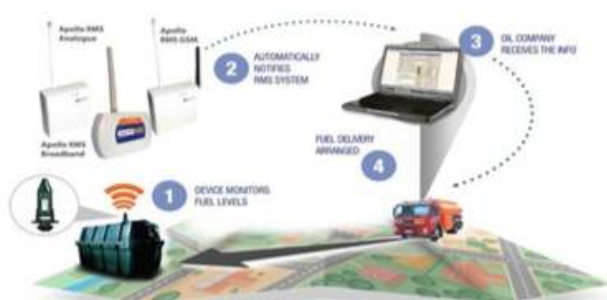 Apollo RMS
Analogue
Apollo
RMS-GSM
Apollo RMS
Broadband
1
DEVICE MONITORS
FUEL LEVELS
2
AUTOMATICALLY
NOTIFIES
RMS SYSTEM
3
OIL COMPANY
RECEIVES THE INFO
FUEL DELIVERY
ARRANGED
4